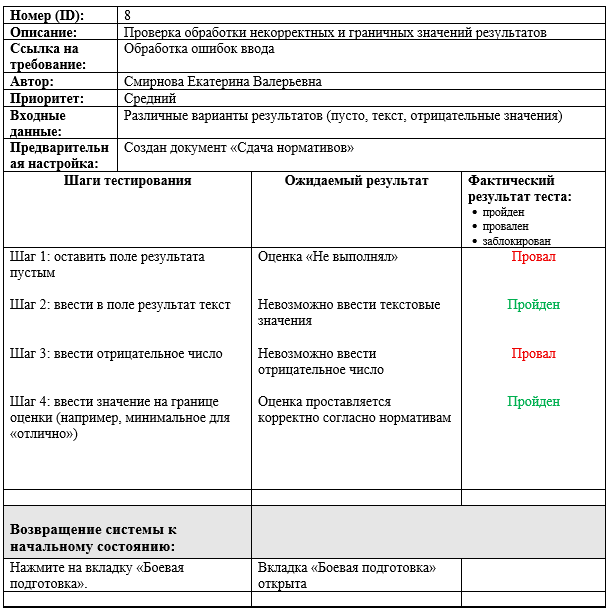 Номер (ID): 8
Описание: Проверка обработки некорректных и граничных значений результатов
Ссылка на Обработка ошибок ввода
требование:
Автор: Смирнова Екатерина Валерьевна
Приоритет: Средний
Входные Различные варианты результатов (пусто, текст, отрицательные значения)
данные:
Предварительн Создан документ «Сдача нормативов»
ая настройка:
Шаги тестирования Ожидаемый результат Фактический
результат теста:
• пройден
• провален
• заблокирован
Шаг 1: оставить поле результата Оценка «Не выполнял» Провал
пустым
Шаг 2: ввести в поле результат текст Невозможно ввести текстовые Пройден
значения
Шаг 3: ввести отрицательное число Невозможно ввести Провал
отрицательное число
Шаг 4: ввести значение на границе Оценка проставляется Пройден
оценки (например, минимальное для корректно согласно нормативам
«отлично»)
Возвращение системы к
начальному состоянию:
Нажмите на вкладку «Боевая Вкладка «Боевая подготовка»
подготовка». открыта